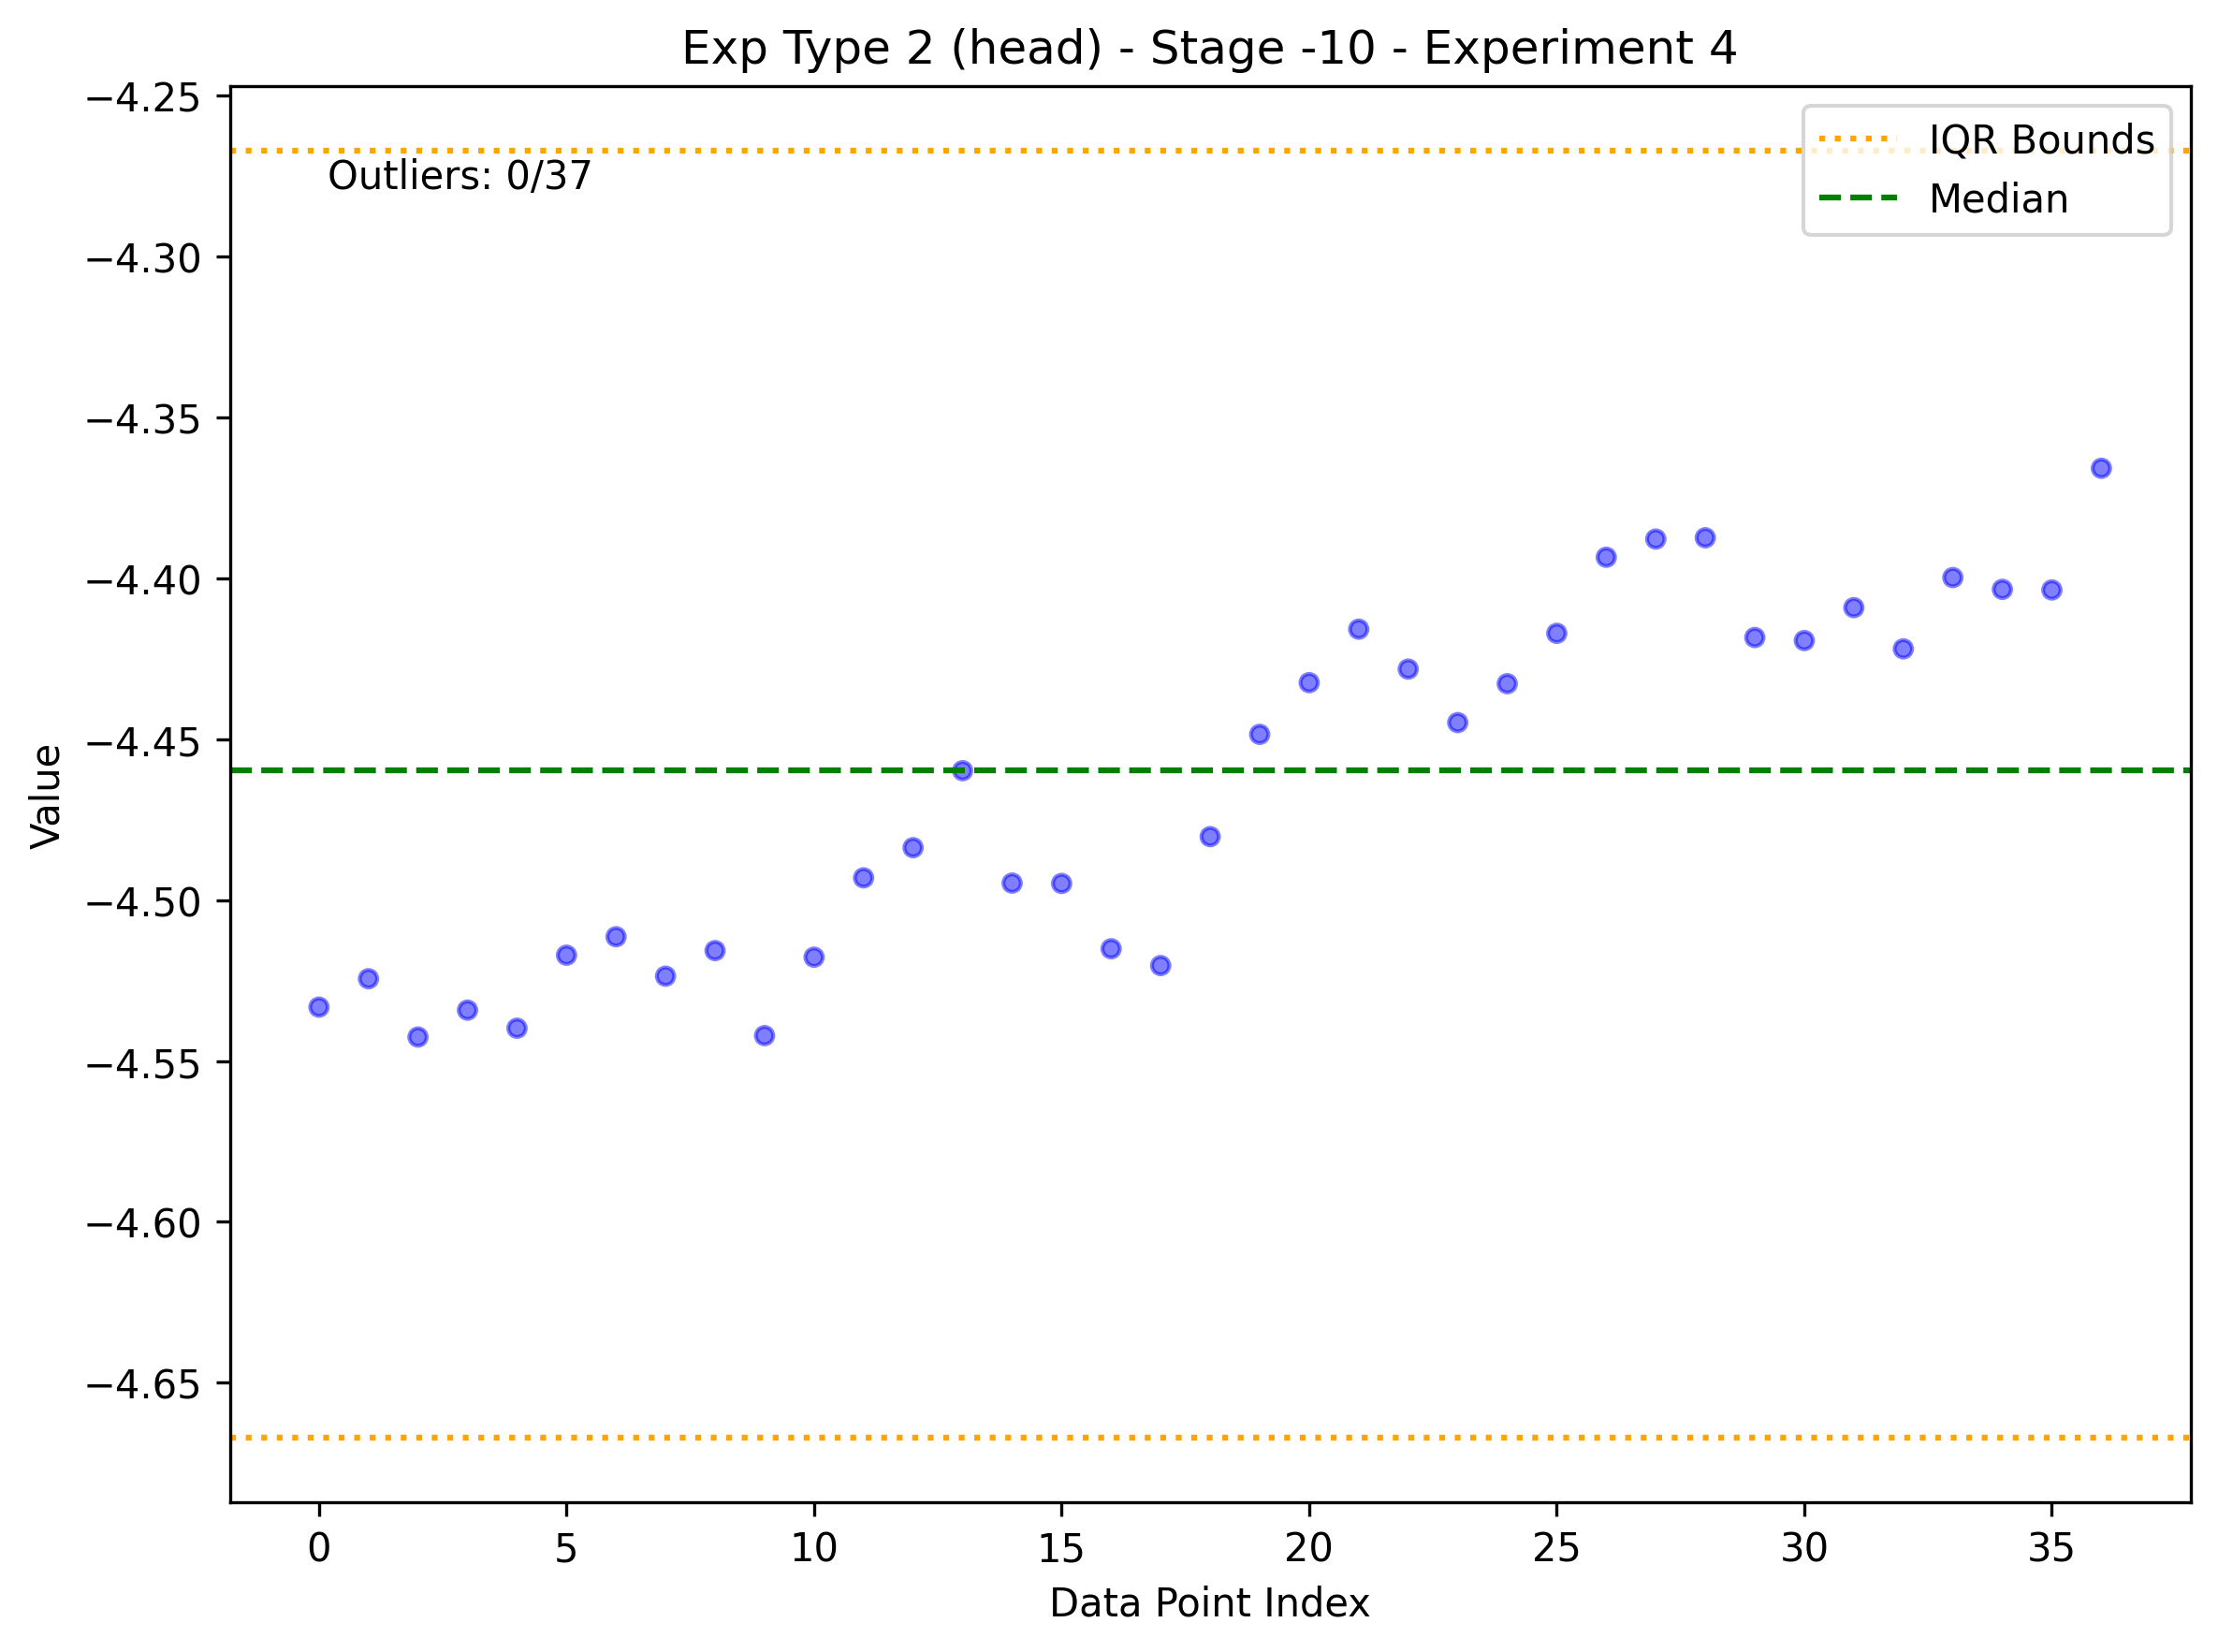 Exp Type 2 (head) - Stage -10 - Experiment 4
−4.25
−4.30
−4.35
−4.40
−4.45
−4.50
−4.55
−4.60
−4.65
Value
Outliers: 0/37
IQR Bounds
Median
0 5 10 15 20 25 30 35
Data Point Index